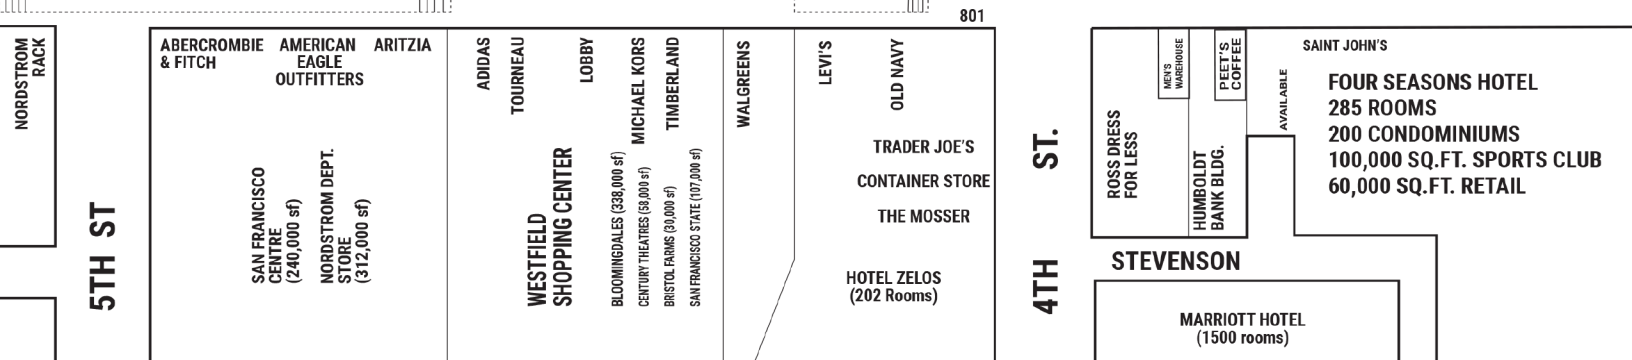 801
NORDSTROM
RACK
5TH ST
ABERCROMBIE
& FITCH
AMERICAN
EAGLE
OUTFITTERS
ARITZIA
SAN FRANCISCO
CENTRE
(240,000 sf)
NORDSTROM DEPT.
STORE
(312,000 sf)
ADIDAS
TOURNEAU
LOBBY
MICHAEL KORS
TIMBERLAND
WESTFIELD
SHOPPING CENTER
BLOOMINGDALES (338,000 sf)
CENTURY THEATRES (58,000 sf)
BRISTOL FARMS (30,000 sf)
SAN FRANCISCO STATE (107,000 sf)
WALGREENS
LEVI'S
OLD NAVY
TRADER JOE'S
CONTAINER STORE
THE MOSSER
HOTEL ZELOS
(202 Rooms)
4TH ST.
ROSS DRESS
FOR LESS
MEN'S
WAREHOUSE
PEET'S
COFFEE
HUMBOLDT
BANK BLDG.
AVAILABLE
SAINT JOHN'S
FOUR SEASONS HOTEL
285 ROOMS
200 CONDOMINIUMS
100,000 SQ.FT. SPORTS CLUB
60,000 SQ.FT. RETAIL
STEVENSON
MARRIOTT HOTEL
(1500 rooms)